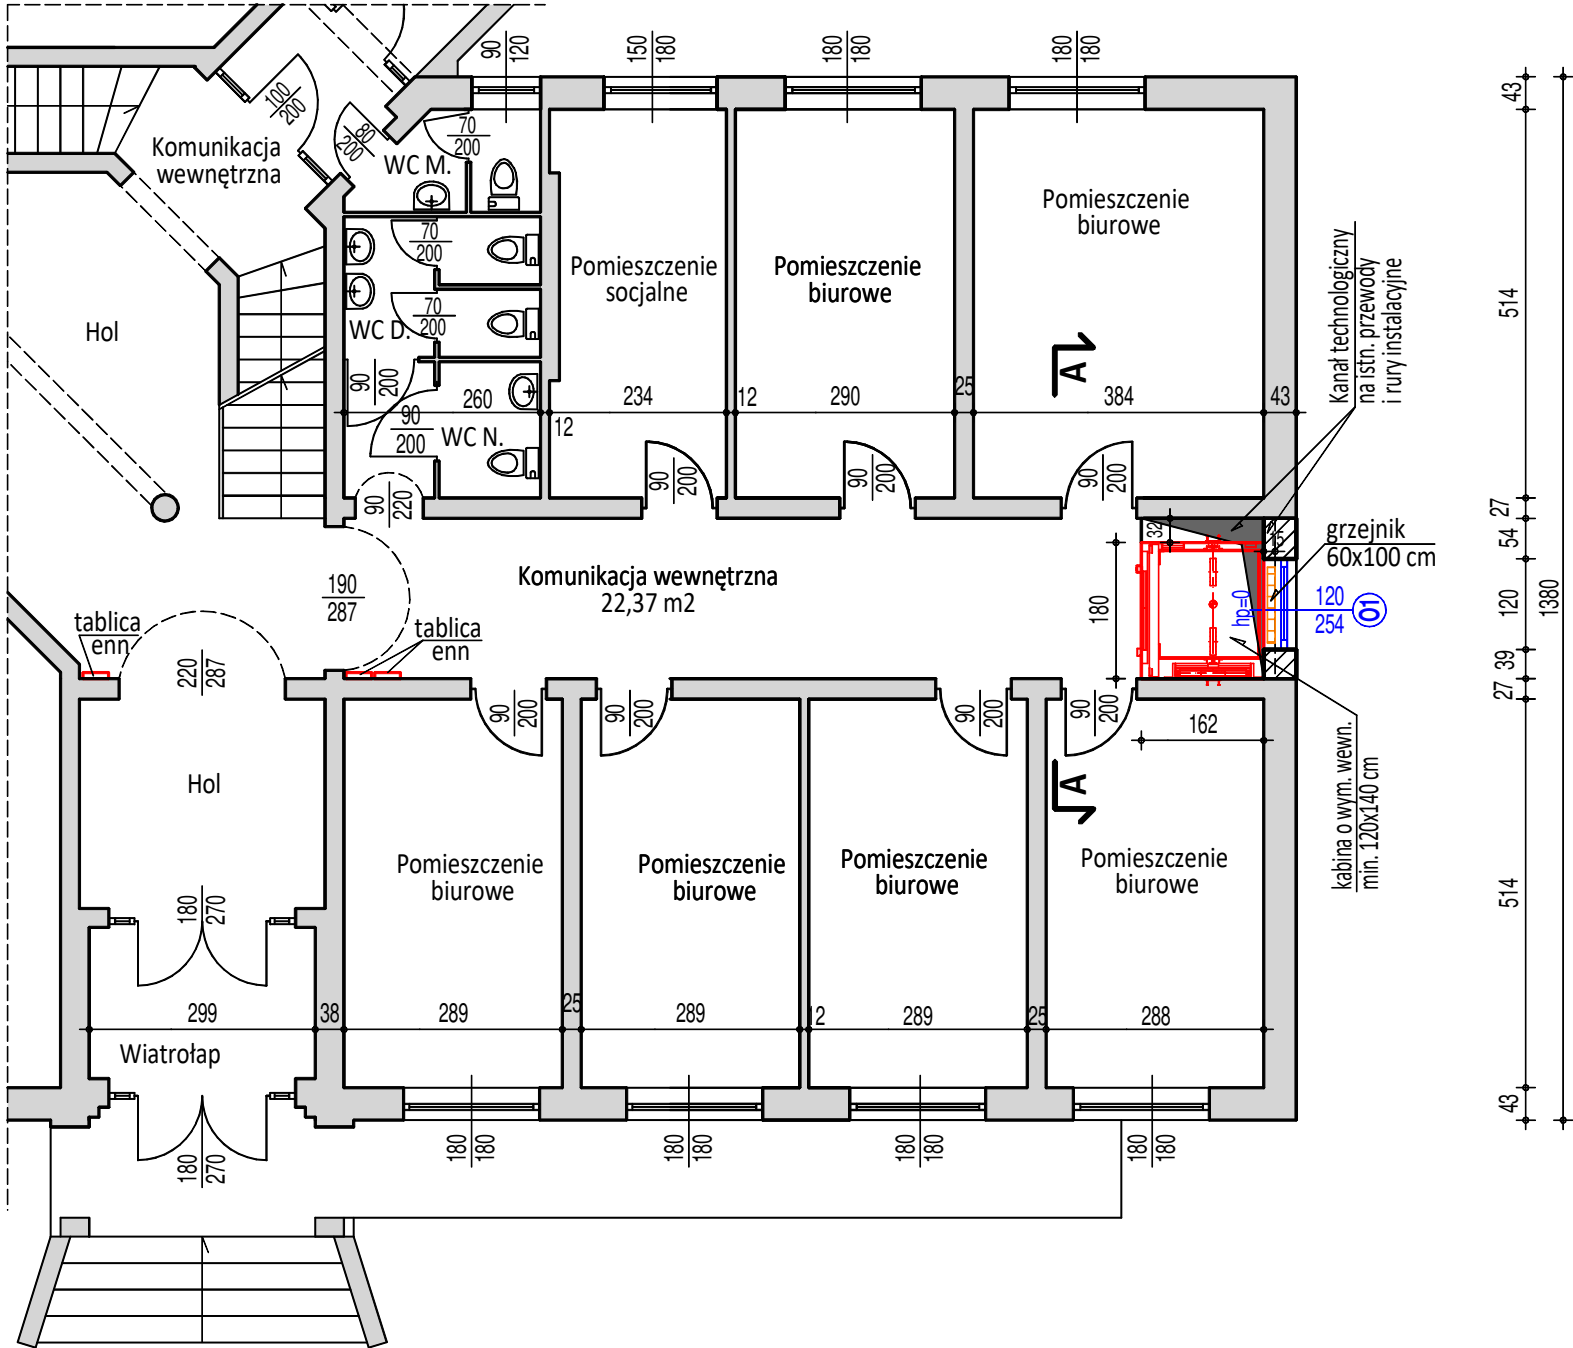 90
120
150
180
180
180
180
180
43
1380
100
200
80
200
70
200
Komunikacja
wewnętrzna
WC M.
Pomieszczenie
biurowe
Kanał technologiczny
na istn. przewody
i rury instalacyjne
70
200
Pomieszczenie
socjalne
Pomieszczenie
biurowe
514
Hol
WC D.
70
200
A
90
200
90
200
260
12
234
12
290
25
384
43
WC N.
90
220
90
200
90
200
90
200
27
54
32
15
grzejnik
60x100 cm
190
287
Komunikacja wewnętrzna
22,37 m2
180
hp=0
120
254
01
120
tablica
enn
tablica
enn
220
287
39
27
90
200
90
200
90
200
90
200
162
kabina o wym. wewn.
min. 120x140 cm
Hol
A
Pomieszczenie
biurowe
Pomieszczenie
biurowe
Pomieszczenie
biurowe
Pomieszczenie
biurowe
514
180
270
299
38
289
25
289
12
289
25
288
Wiatrołap
43
180
270
180
180
180
180
180
180
180
180